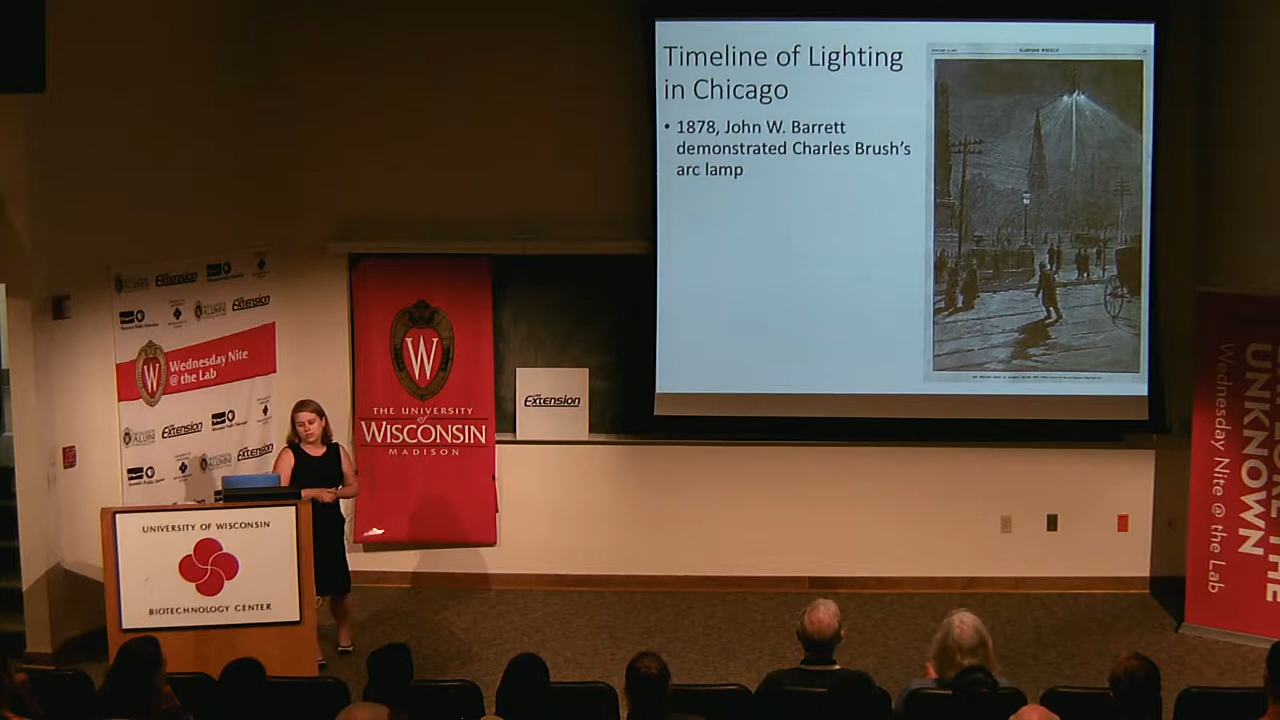 Timeline of Lighting
in Chicago
• 1878, John W. Barrett
demonstrated Charles Brush's
arc lamp
HARPER'S WEEKLY
Extension
Extension
Wednesday Nite
@ the Lab
W
Extension
Extension
W
THE UNIVERSITY
of
WISCONSIN
MADISON
Extension
UNIVERSITY OF WISCONSIN
BIOTECHNOLOGY CENTER
THE
UNKNOWN
Wednesday Nite @ the Lab